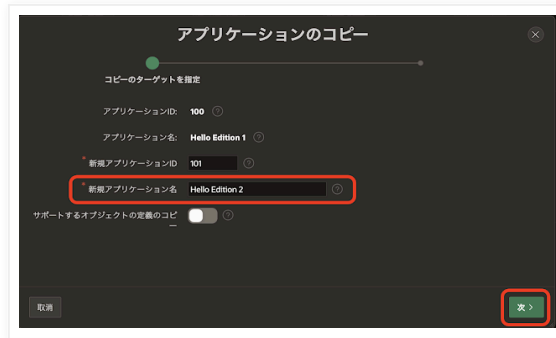 アプリケーションのコピー
コピーのターゲットを指定
アプリケーションID: 100
アプリケーション名: Hello Edition 1
* 新規アプリケーションID 101
* 新規アプリケーション名 Hello Edition 2
サポートするオブジェクトの定義のコピ
ー
取消
次 >